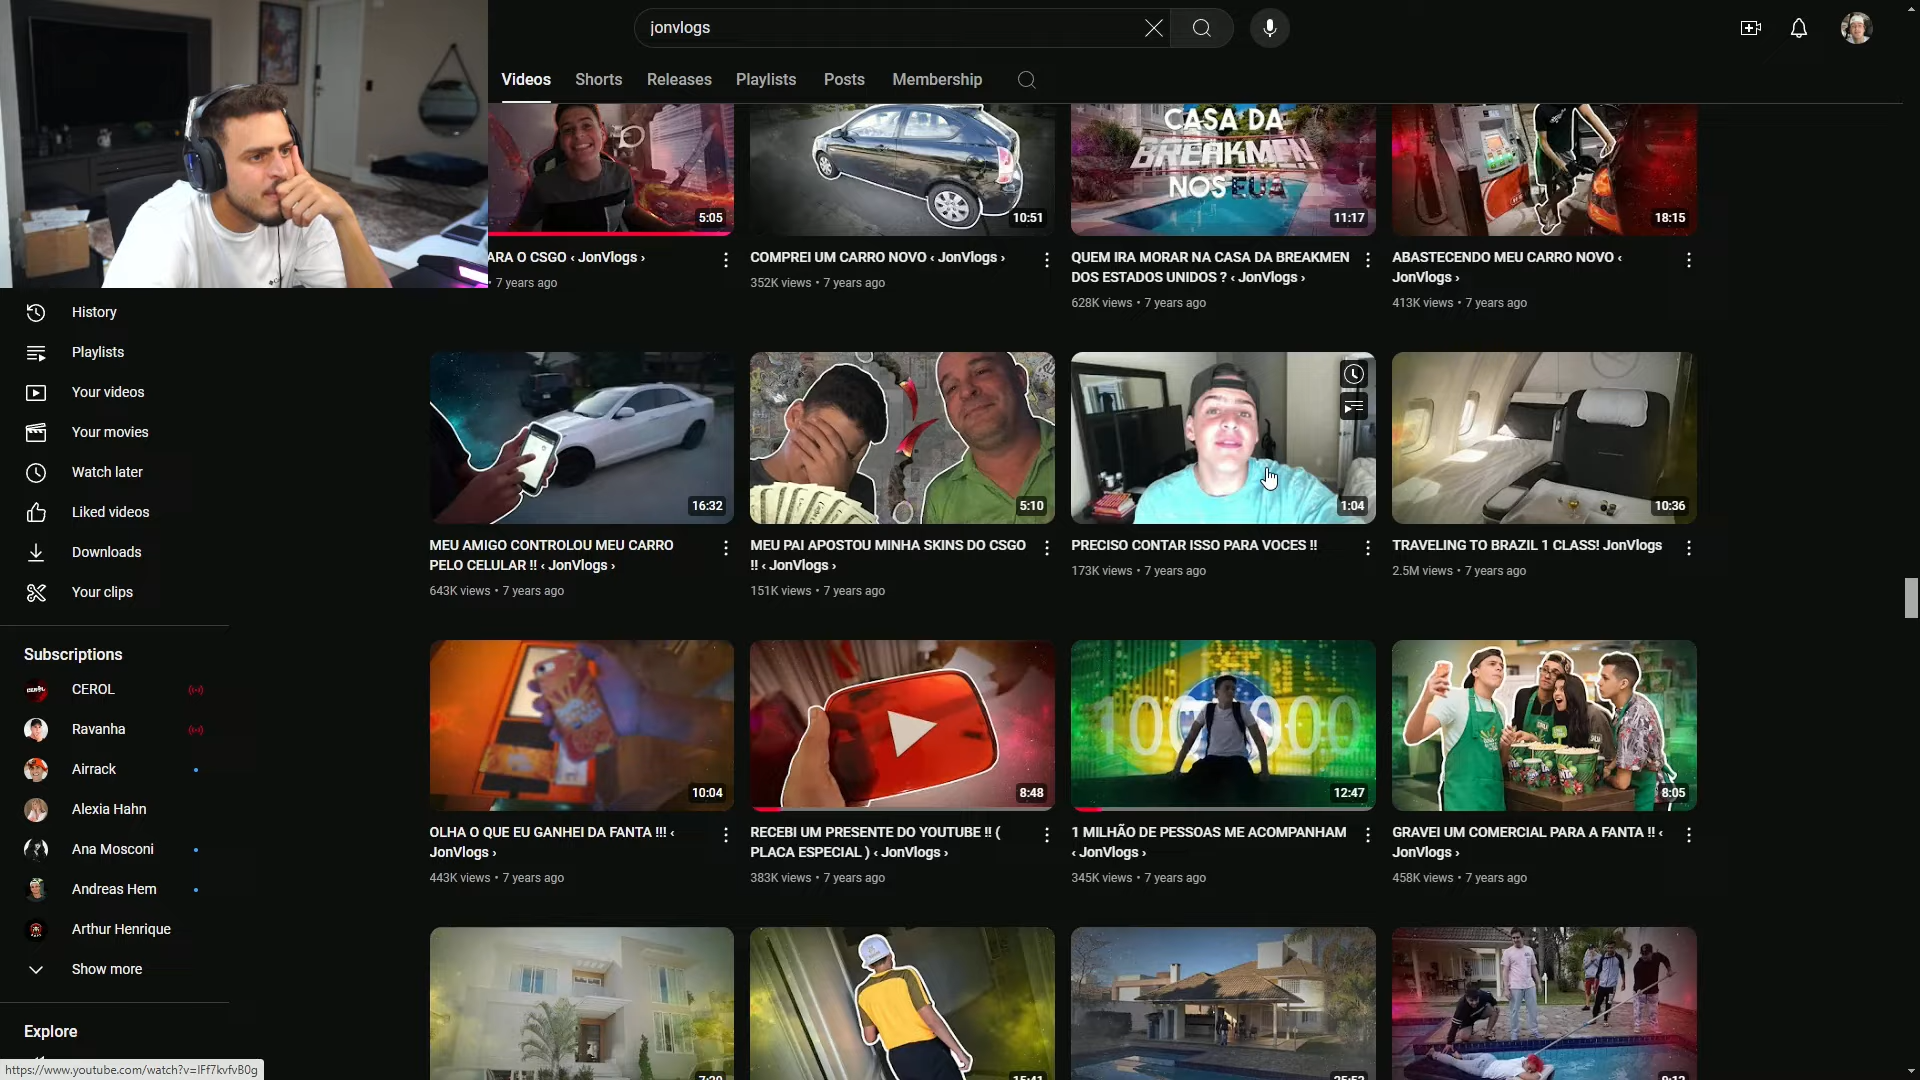 jonvlogs
Videos
Shorts
Releases
Playlists
Posts
Membership
5:05
10:51
CASA DA
BREAKMEN
NOS EUA
11:17
18:15
ARA O CSGO ‹ JonVlogs ›
7 years ago
COMPREI UM CARRO NOVO ‹ JonVlogs ›
352K views • 7 years ago
QUEM IRA MORAR NA CASA DA BREAKMEN
DOS ESTADOS UNIDOS ? ‹ JonVlogs ›
628K views • 7 years ago
ABASTECENDO MEU CARRO NOVO ‹
JonVlogs ›
413K views • 7 years ago
History
Playlists
Your videos
Your movies
Watch later
Liked videos
Downloads
Your clips
Subscriptions
CEROL
Ravanha
Airrack
Alexia Hahn
Ana Mosconi
Andreas Hem
Arthur Henrique
Show more
Explore
16:32
5:10
1:04
10:36
MEU AMIGO CONTROLOU MEU CARRO
PELO CELULAR !! ‹ JonVlogs ›
643K views • 7 years ago
MEU PAI APOSTOU MINHA SKINS DO CSGO
!! ‹ JonVlogs ›
151K views • 7 years ago
PRECISO CONTAR ISSO PARA VOCES !!
173K views • 7 years ago
TRAVELING TO BRAZIL 1 CLASS! JonVlogs
2.5M views • 7 years ago
10:04
8:48
12:47
8:05
OLHA O QUE EU GANHEI DA FANTA !!! ‹
JonVlogs ›
443K views • 7 years ago
RECEBI UM PRESENTE DO YOUTUBE !! (
PLACA ESPECIAL ) ‹ JonVlogs ›
383K views • 7 years ago
1 MILHÃO DE PESSOAS ME ACOMPANHAM
‹ JonVlogs ›
345K views • 7 years ago
GRAVEI UM COMERCIAL PARA A FANTA !! ‹
JonVlogs ›
458K views • 7 years ago
https://www.youtube.com/watch?v=IFf7kvfvB0g